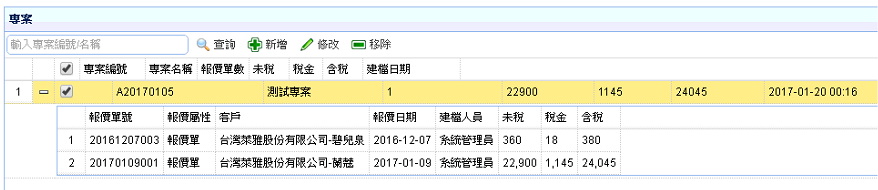 專案
輸入專案編號/名稱 查詢 新增 修改 移除
專案編號 專案名稱 報價單數 未稅 稅金 含稅 建檔日期
1 A20170105 測試專案 1 22900 1145 24045 2017-01-20 00:16
報價單號 報價屬性 客戶 報價日期 建檔人員 未稅 稅金 含稅
1 20161207003 報價單 台灣萊雅股份有限公司-碧兒泉 2016-12-07 系統管理員 360 18 380
2 20170109001 報價單 台灣萊雅股份有限公司-蘭蔻 2017-01-09 系統管理員 22,900 1,145 24,045